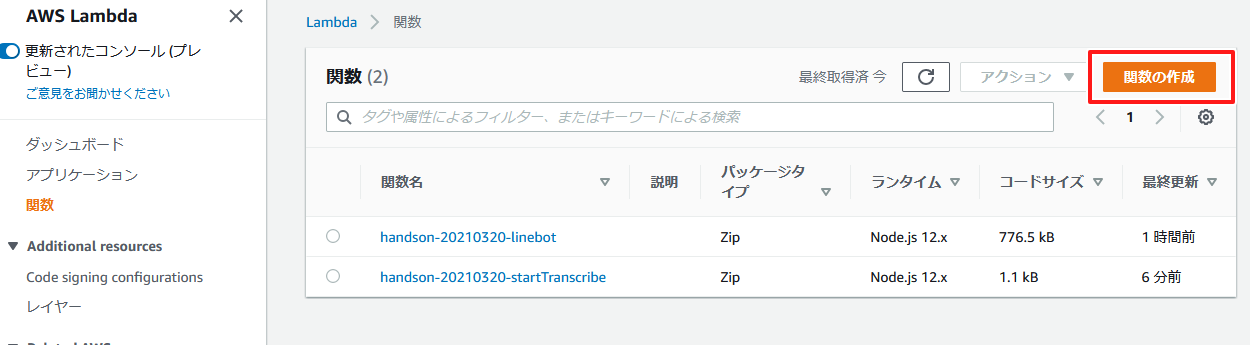 AWS Lambda
更新されたコンソール (プレ
ビュー)
ご意見をお聞かせください
ダッシュボード
アプリケーション
関数
Additional resources
Code signing configurations
レイヤー
Related AWS
Lambda > 関数
関数 (2)
最終取得済 今
アクション
関数の作成
タグや属性によるフィルター、またはキーワードによる検索
1
関数名 説明 パッケージタ ランタイム コードサイズ 最終更新
イプ
handson-20210320-linebot Zip Node.js 12.x 776.5 kB 1 時間前
handson-20210320-startTranscribe Zip Node.js 12.x 1.1 kB 6 分前